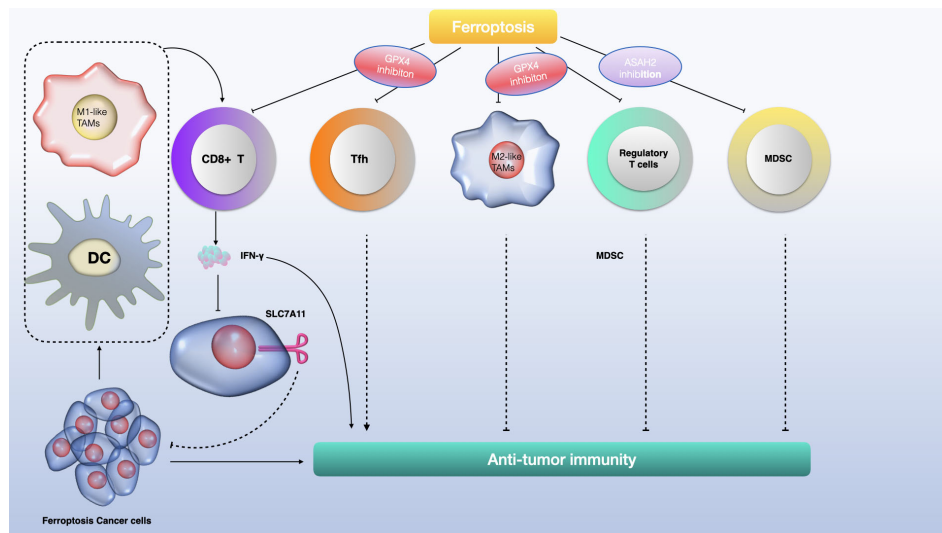 Ferroptosis
GPX4
inhibiton
GPX4
inhibiton
ASAH2
inhibition
M1-like
TAMs
CD8+ T
Tfh
M2-like
TAMs
Regulatory
T cells
MDSC
DC
IFN-γ
MDSC
SLC7A11
Anti-tumor immunity
Ferroptosis Cancer cells